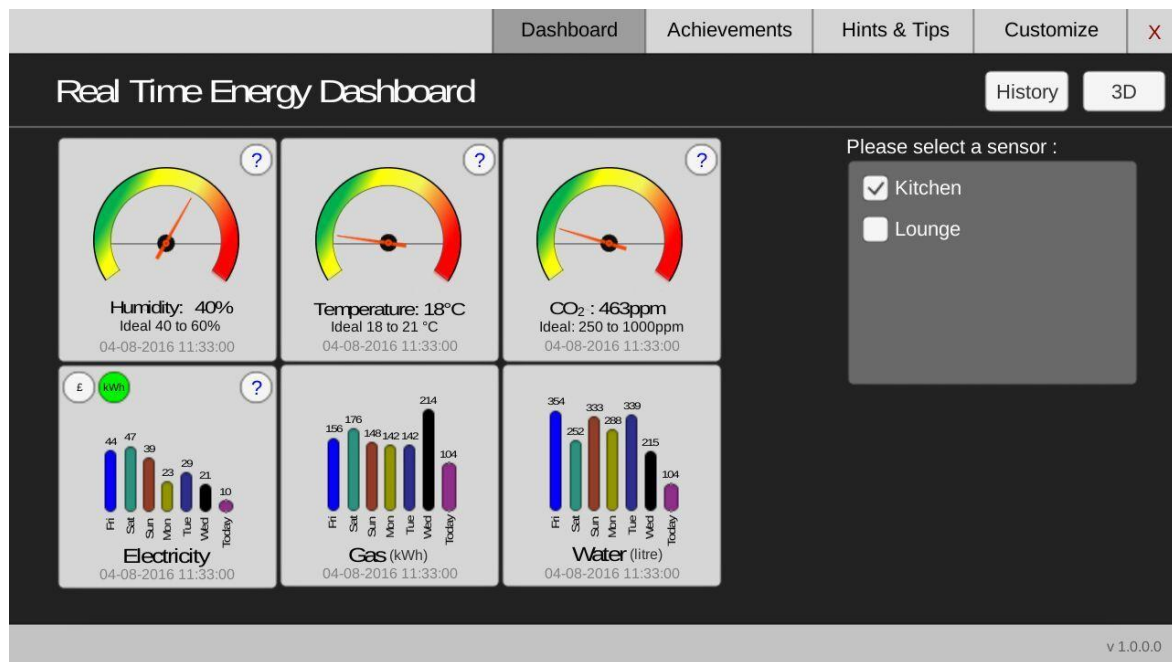 Dashboard Achievements Hints & Tips Customize X
Real Time Energy Dashboard History 3D
Please select a sensor :
Kitchen
Lounge
?
Humidity: 40%
Ideal 40 to 60%
04-08-2016 11:33:00
?
Temperature: 18°C
Ideal 18 to 21 °C
04-08-2016 11:33:00
?
CO₂ : 463ppm
Ideal: 250 to 1000ppm
04-08-2016 11:33:00
£ kWh ?
44 47 39 23 29 21 10
Fri Sat Sun Mon Tue Wed Today
Electricity
04-08-2016 11:33:00
156 176 148 142 142 214 104
Fri Sat Sun Mon Tue Wed Today
Gas (kWh)
04-08-2016 11:33:00
354 252 333 288 339 215 104
Fri Sat Sun Mon Tue Wed Today
Water (litre)
04-08-2016 11:33:00
v 1.0.0.0